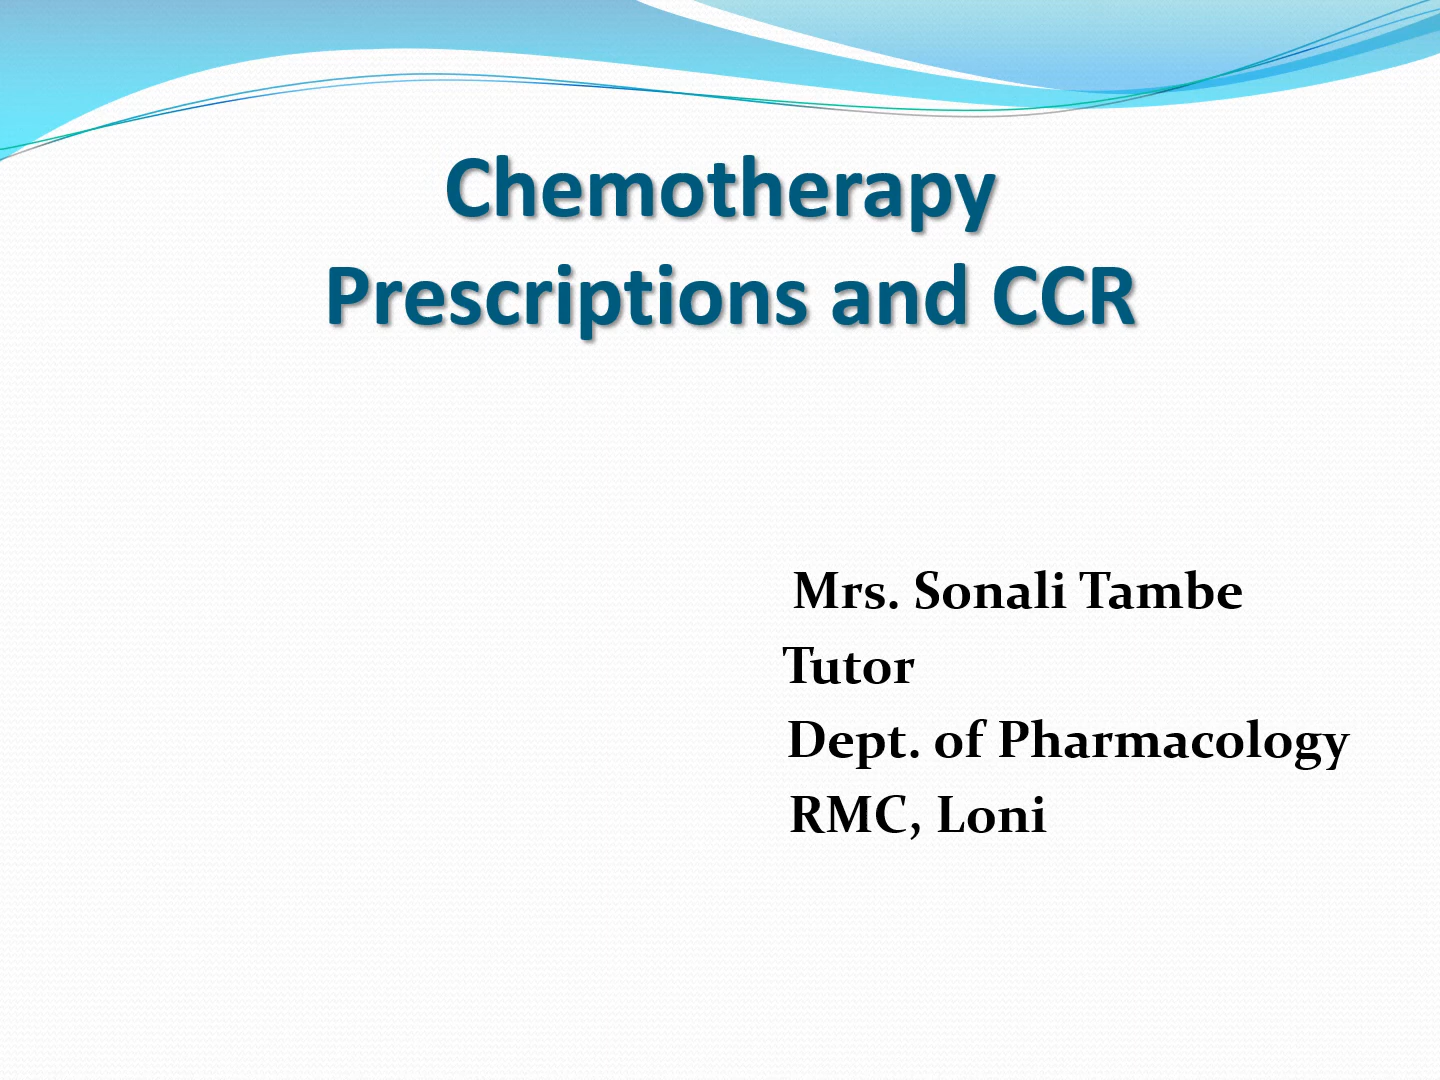 Chemotherapy
Prescriptions and CCR
Mrs. Sonali Tambe
Tutor
Dept. of Pharmacology
RMC, Loni